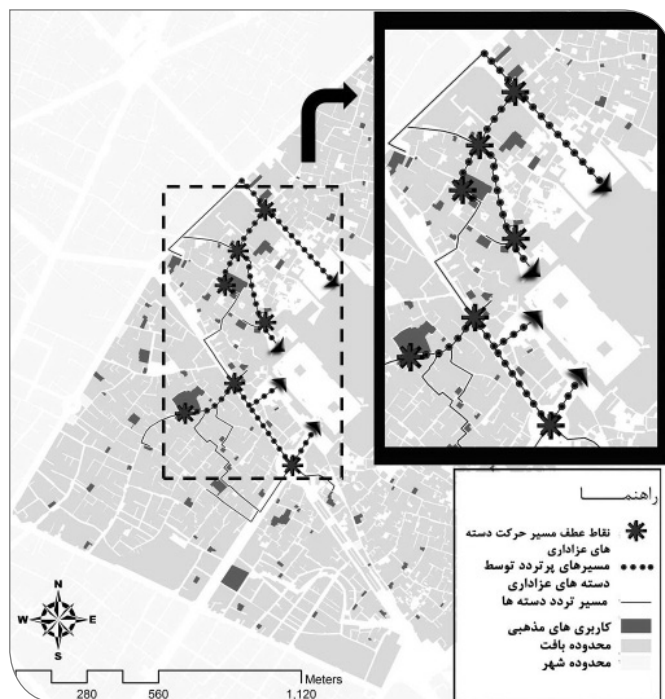 راهنمـــا
نقاط عطف مسیر حرکت دسته
های عزاداری
مسیرهای پرتردد توسط
دسته های عزاداری
مسیر تردد دسته ها
کاربری های مذهبی
محدوده بافت
محدوده شهر
N
W E
S
Meters
280 560 1,120